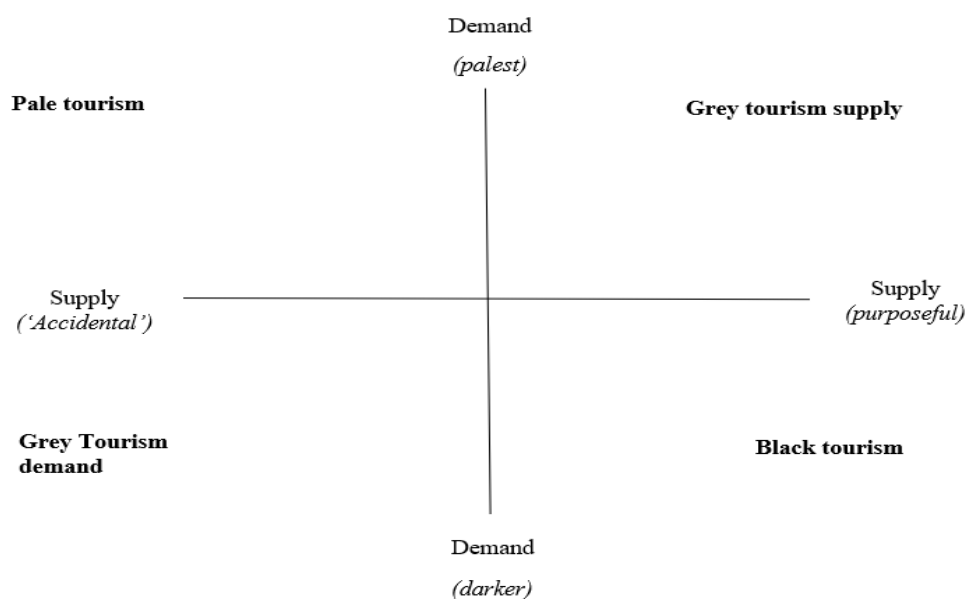 Demand
(palest)
Pale tourism
Grey tourism supply
Supply
('Accidental')
Supply
(purposeful)
Grey Tourism
demand
Black tourism
Demand
(darker)